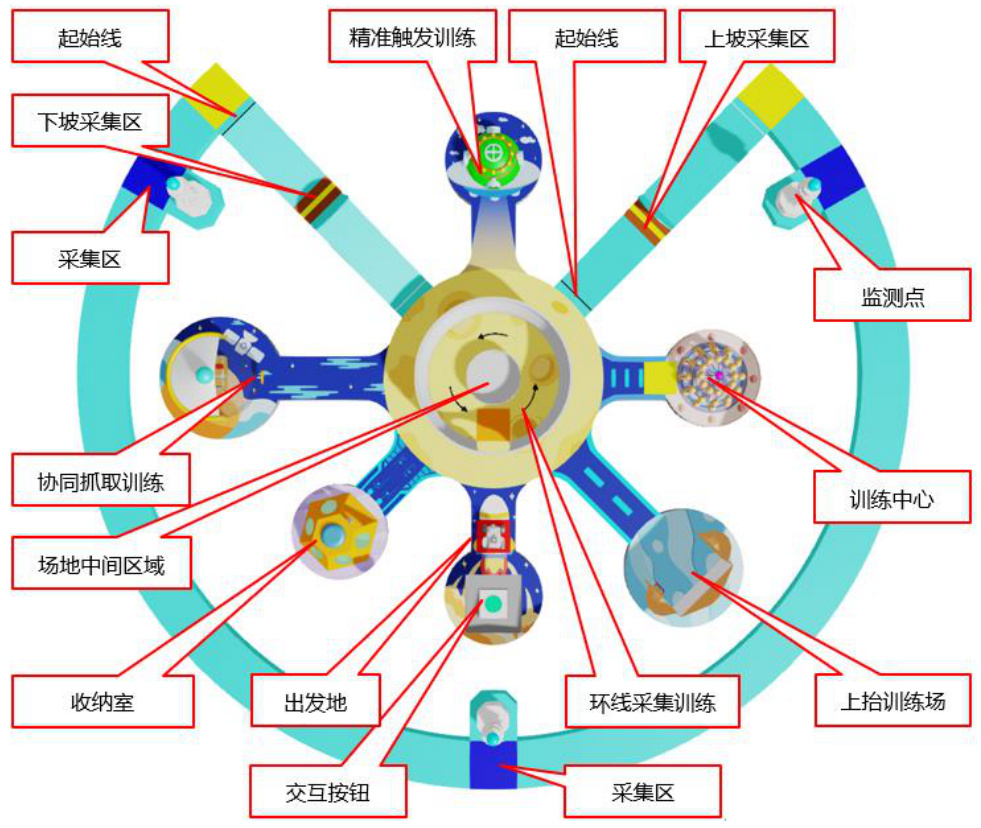 起始线
精准触发训练
起始线
上坡采集区
下坡采集区
采集区
监测点
协同抓取训练
训练中心
场地中间区域
收纳室
出发地
环线采集训练
上抬训练场
交互按钮
采集区